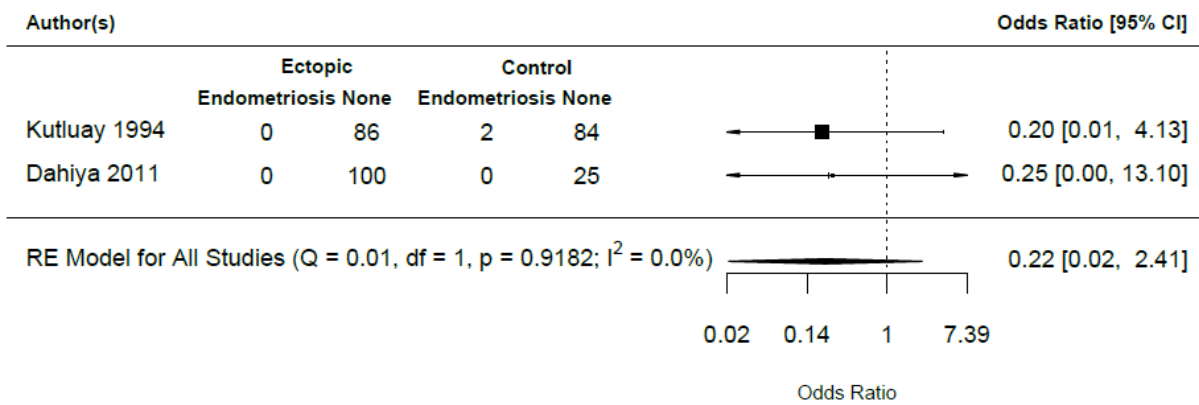 Author(s) Odds Ratio [95% CI]
Ectopic Control
Endometriosis None Endometriosis None
Kutluay 1994 0 86 2 84 0.20 [0.01, 4.13]
Dahiya 2011 0 100 0 25 0.25 [0.00, 13.10]
RE Model for All Studies (Q = 0.01, df = 1, p = 0.9182; I² = 0.0%) 0.22 [0.02, 2.41]
0.02 0.14 1 7.39
Odds Ratio